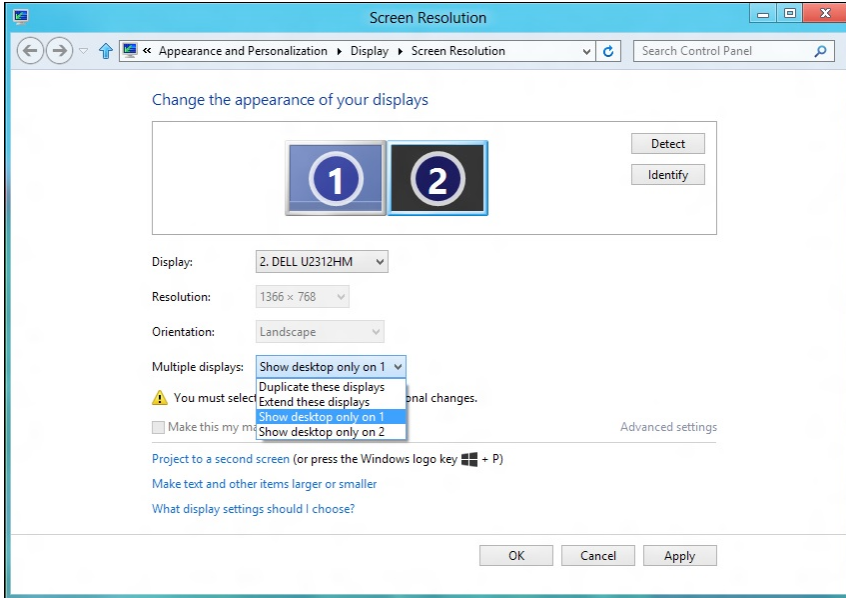 Screen Resolution
« Appearance and Personalization Display Screen Resolution
Search Control Panel
Change the appearance of your displays
1 2
Detect
Identify
Display: 2. DELL U2312HM
Resolution: 1366 × 768
Orientation: Landscape
Multiple displays: Show desktop only on 1
Duplicate these displays
You must select onal changes.
Extend these displays
Show desktop only on 1
Make this my ma Advanced settings
Show desktop only on 2
Project to a second screen (or press the Windows logo key + P)
Make text and other items larger or smaller
What display settings should I choose?
OK Cancel Apply